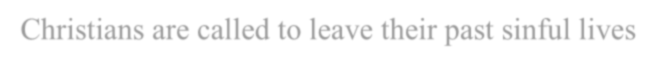 Christians are called to leave their past sinful lives